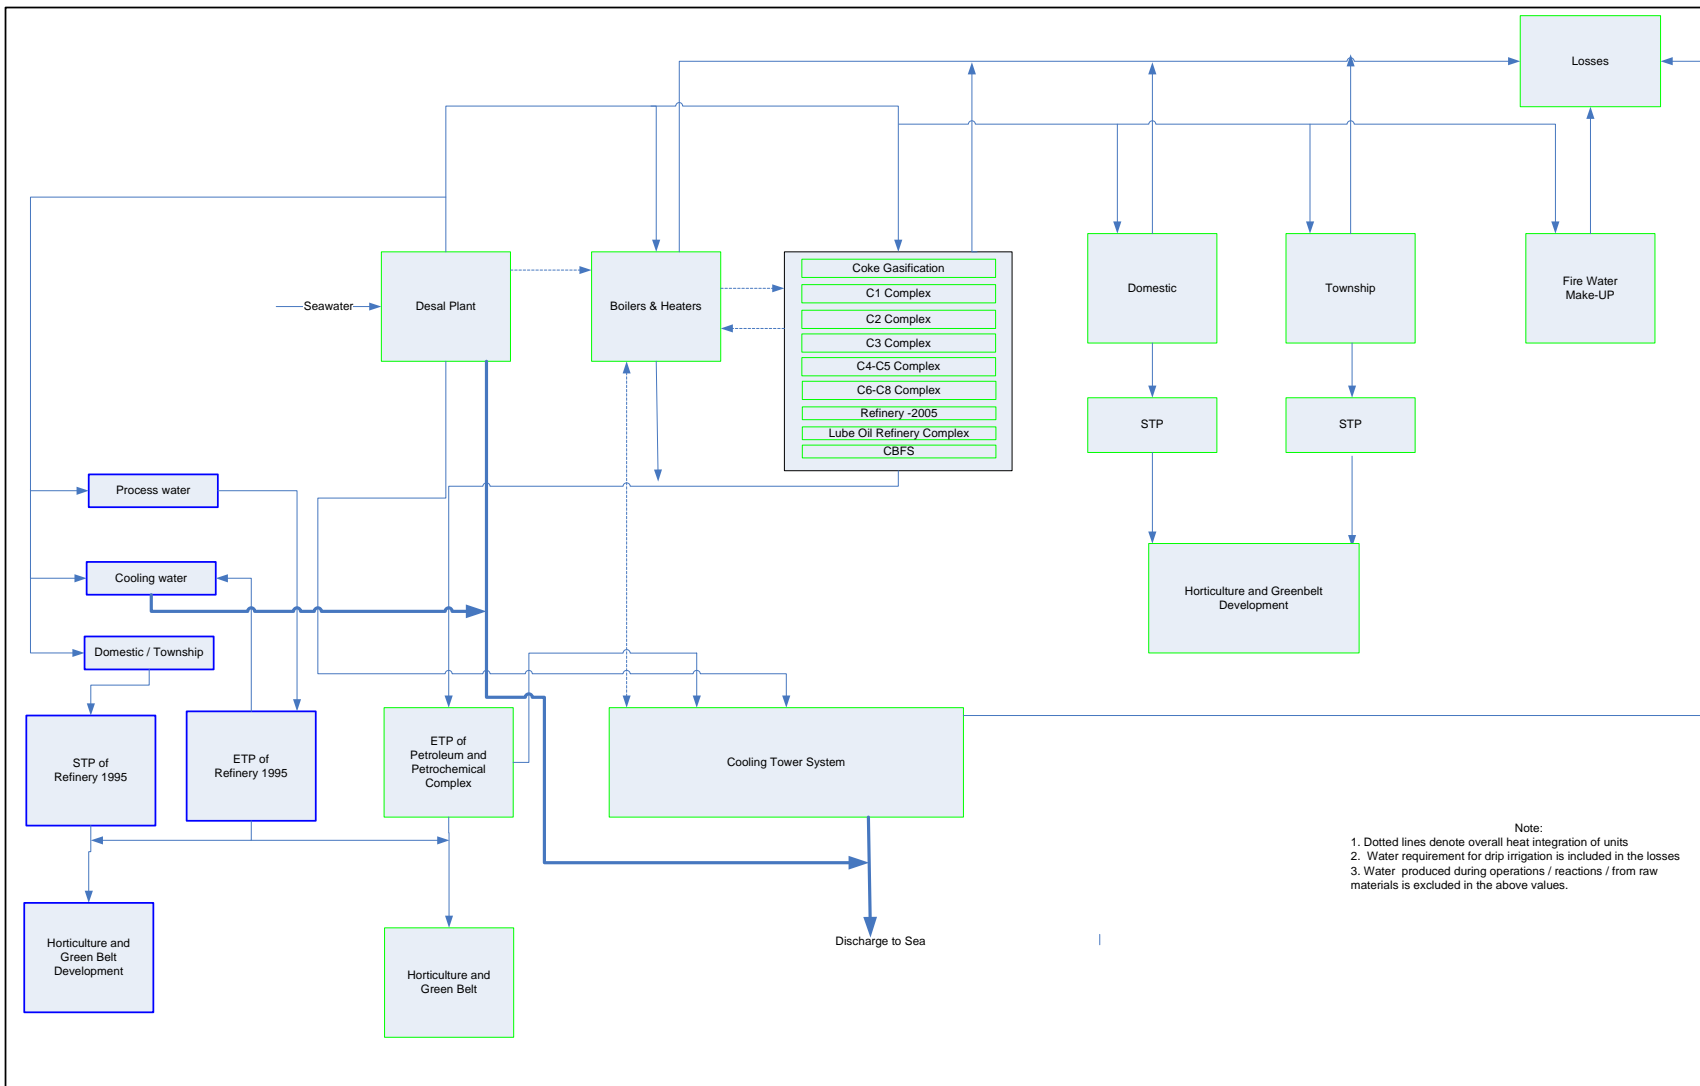 Losses
Seawater
Desal Plant
Boilers & Heaters
Coke Gasification
C1 Complex
C2 Complex
C3 Complex
C4-C5 Complex
C6-C8 Complex
Refinery -2005
Lube Oil Refinery Complex
CBFS
Domestic
Township
Fire Water
Make-UP
STP
STP
Process water
Cooling water
Domestic / Township
Horticulture and Greenbelt
Development
STP of
Refinery 1995
ETP of
Refinery 1995
ETP of
Petroleum and
Petrochemical
Complex
Cooling Tower System
Note:
1. Dotted lines denote overall heat integration of units
2. Water requirement for drip irrigation is included in the losses
3. Water produced during operations / reactions / from raw
materials is excluded in the above values.
Horticulture and
Green Belt
Development
Horticulture and
Green Belt
Discharge to Sea